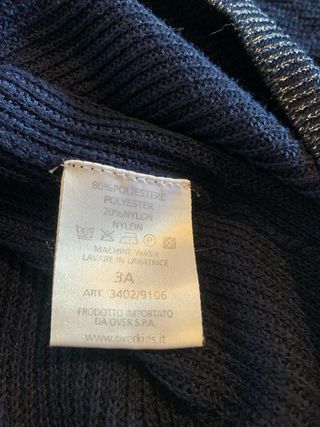 80%POLIESTERE
POLYESTER
20%NYLON
NYLON
MACHINE WASH
LAVARE IN LAVATRICE
3A
ART. 3402/9106
PRODOTTO IMPORTATO
DA OVER S.P.A.
www.overkids.it